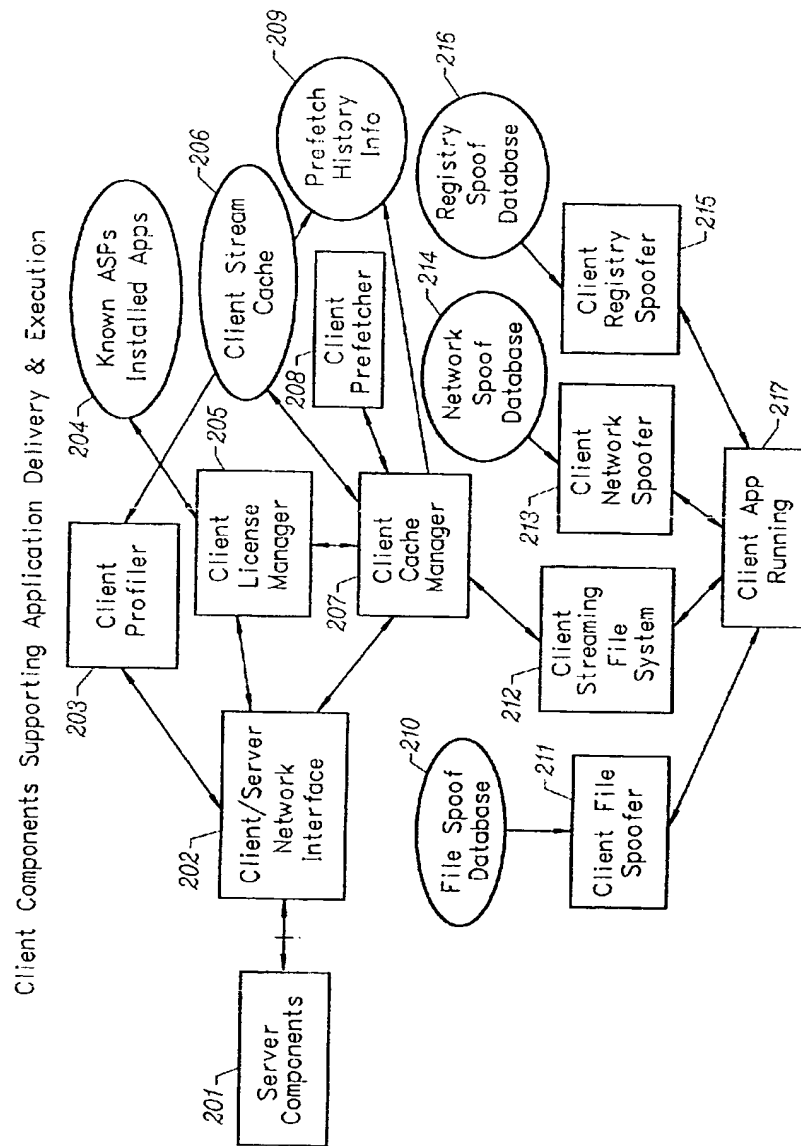 Client Components Supporting Application Delivery & Execution
201
Server
Components
202
Client/Server
Network
Interface
203
Client
Profiler
204
Known ASPs
Installed Apps
205
Client
License
Manager
206
Client Stream
Cache
207
Client
Cache
Manager
208
Client
Prefetcher
209
Prefetch
History
Info
210
File Spoof
Database
211
Client File
Spoofer
212
Client
Streaming
File
System
213
Client
Network
Spoofer
214
Network
Spoof
Database
215
Client
Registry
Spoofer
216
Registry
Spoof
Database
217
Client App
Running